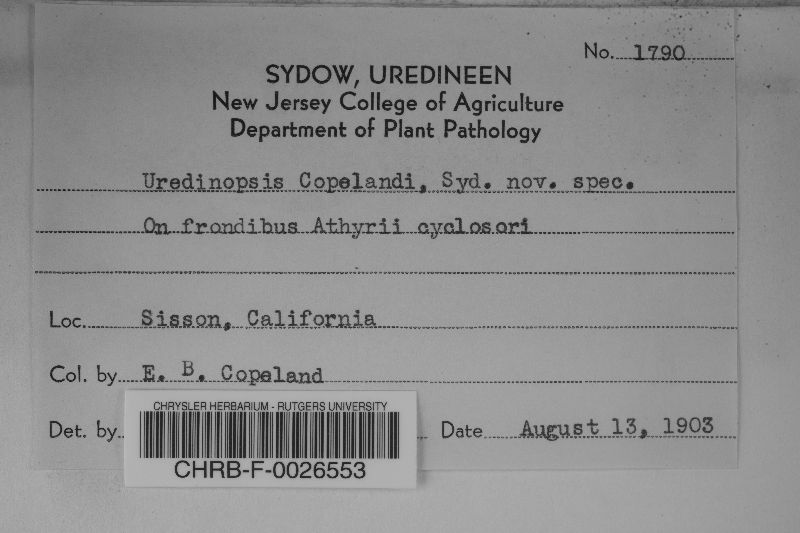 No. 1790
SYDOW, UREDINEEN
New Jersey College of Agriculture
Department of Plant Pathology
Uredinopsis Copelandi, Syd. nov. spec.
On frondibus Athyrii cyclosori
Loc. Sisson, California
Col. by E. B. Copeland
Det. by Date August 13, 1903
CHRYSLER HERBARIUM - RUTGERS UNIVERSITY
CHRB-F-0026553